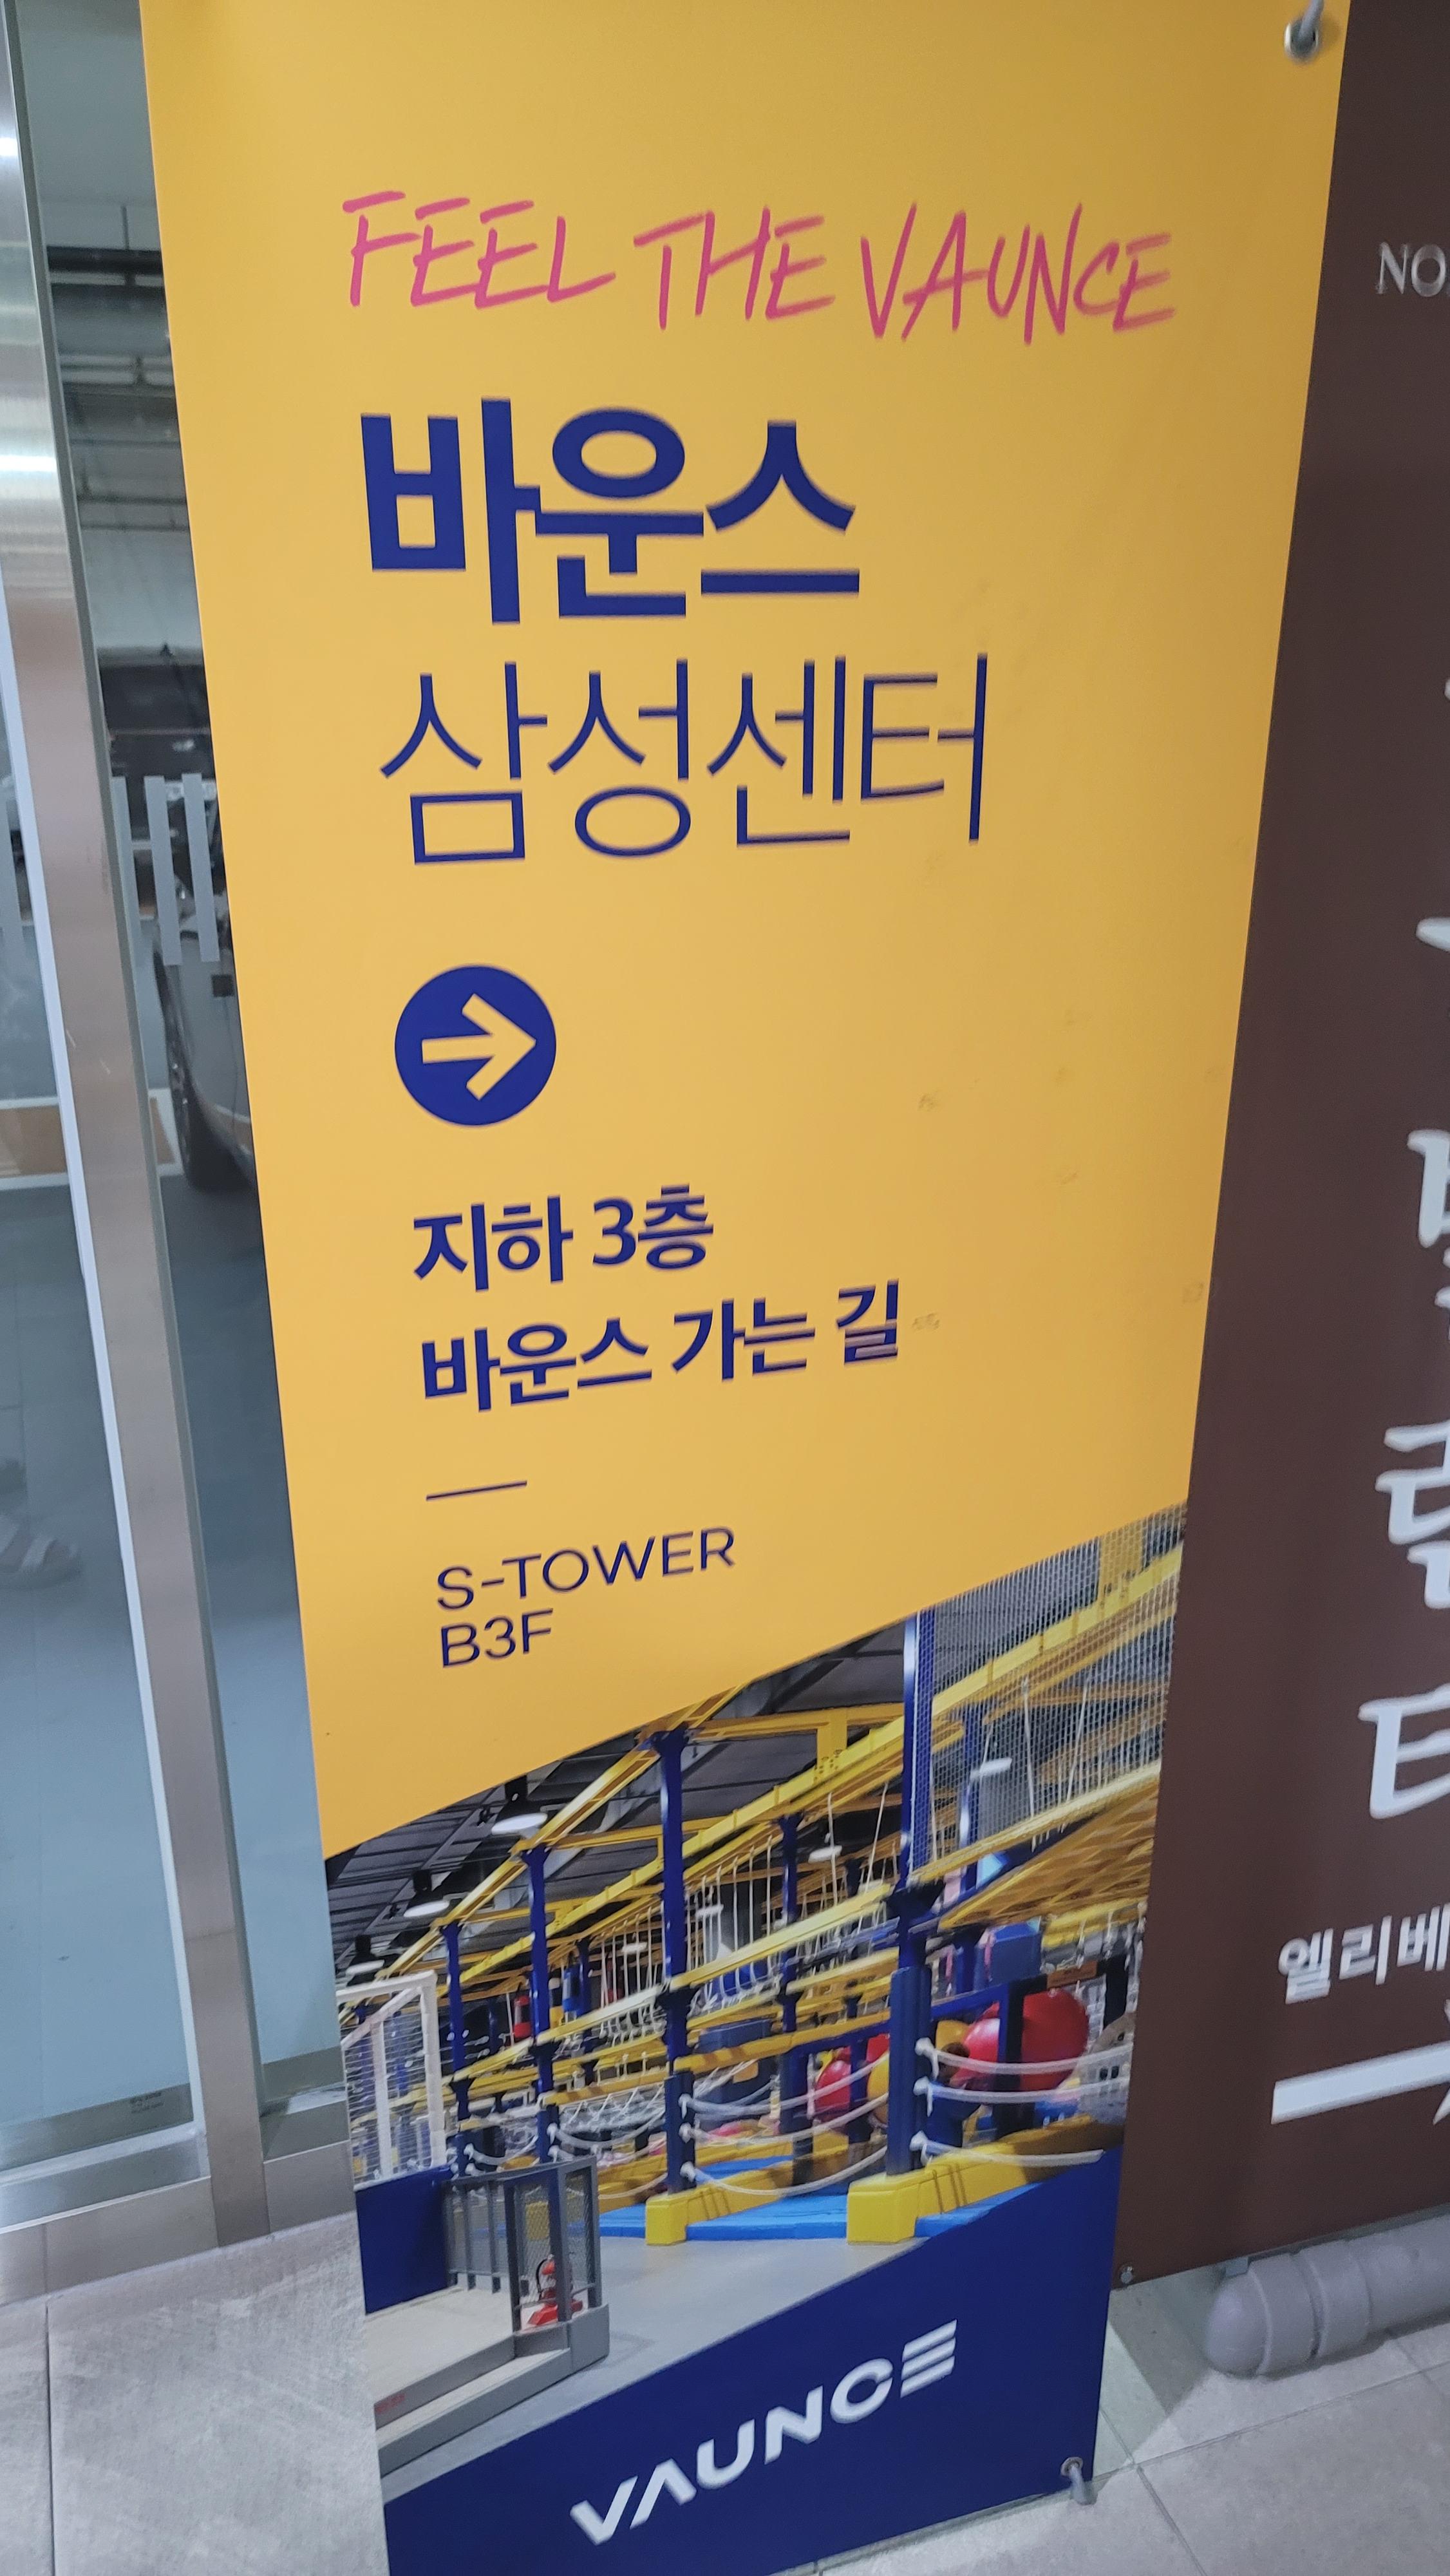 FEEL THE VAUNCE
바운스
삼성센터
지하 3층
바운스 가는 길
S-TOWER
B3F
VAUNCE
NO
엘리베